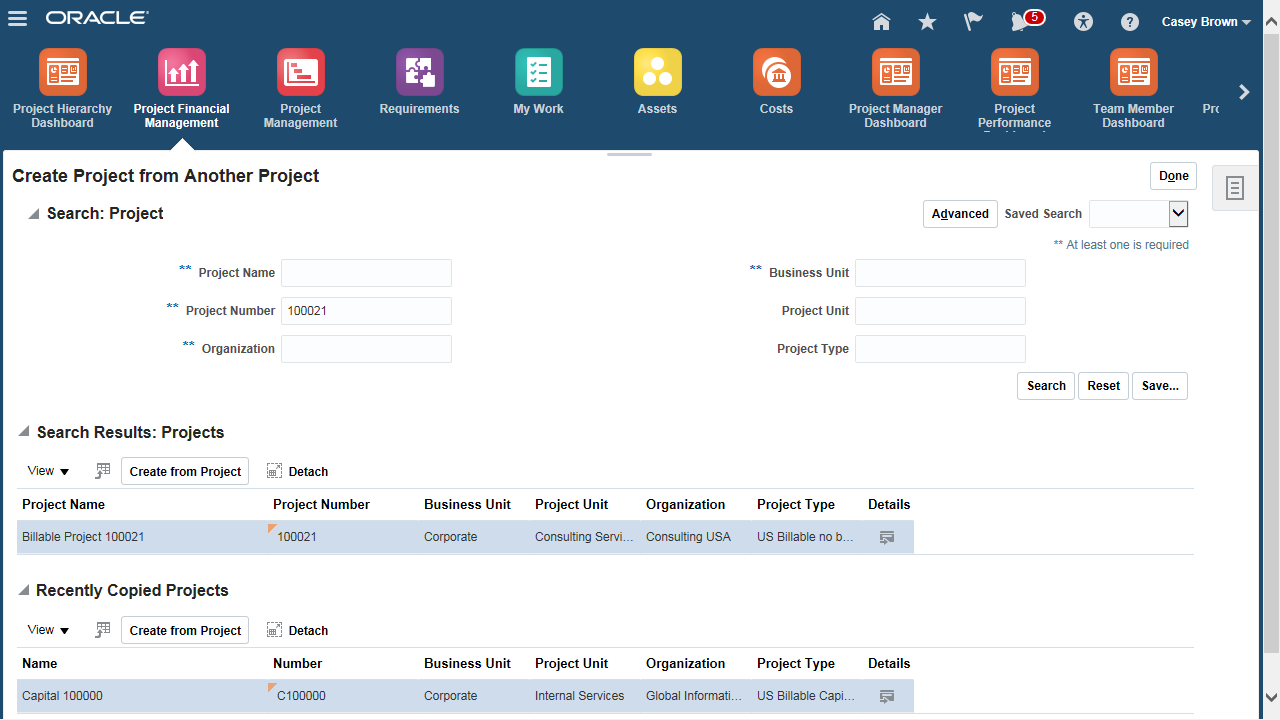 ORACLE
5
Casey Brown
Project Hierarchy
Dashboard
Project Financial
Management
Project
Management
Requirements
My Work
Assets
Costs
Project Manager
Dashboard
Project
Performance
Team Member
Dashboard
Create Project from Another Project
Done
Search: Project
Advanced
Saved Search
** At least one is required
** Project Name
** Business Unit
** Project Number 100021
Project Unit
** Organization
Project Type
Search Reset Save...
Search Results: Projects
View Create from Project Detach
Project Name Project Number Business Unit Project Unit Organization Project Type Details
Billable Project 100021 100021 Corporate Consulting Servi... Consulting USA US Billable no b...
Recently Copied Projects
View Create from Project Detach
Name Number Business Unit Project Unit Organization Project Type Details
Capital 100000 C100000 Corporate Internal Services Global Informati... US Billable Capi...